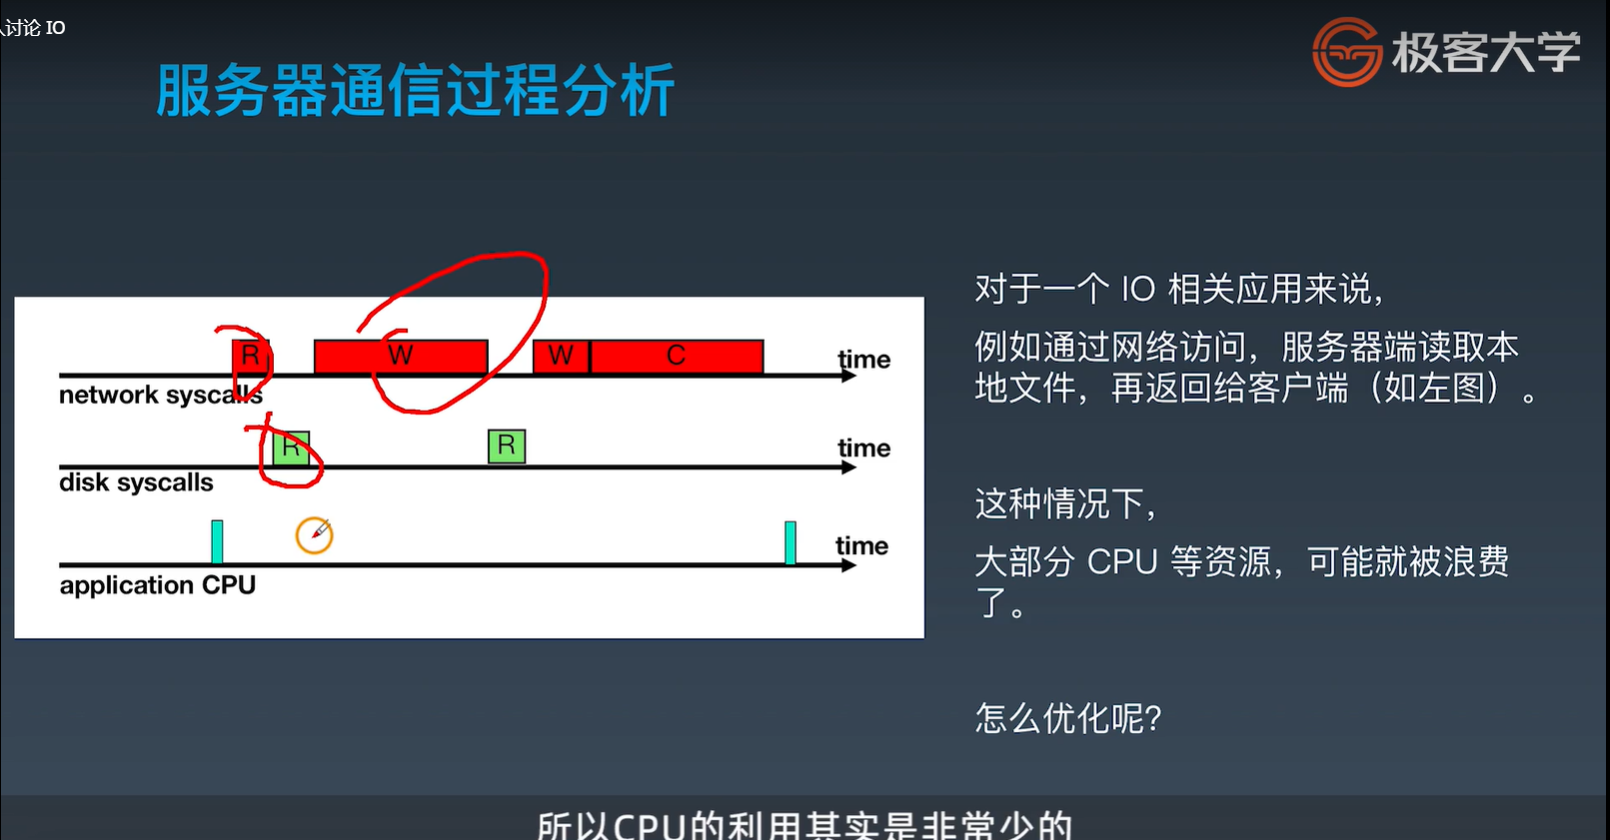 入讨论 IO
极客大学
服务器通信过程分析
R
W
W
C
time
network syscalls
R
R
time
disk syscalls
time
application CPU
对于一个 IO 相关应用来说，
例如通过网络访问，服务器端读取本
地文件，再返回给客户端（如左图）。
这种情况下，
大部分 CPU 等资源，可能就被浪费
了。
怎么优化呢？
所以CPU的利用其实是非常少的